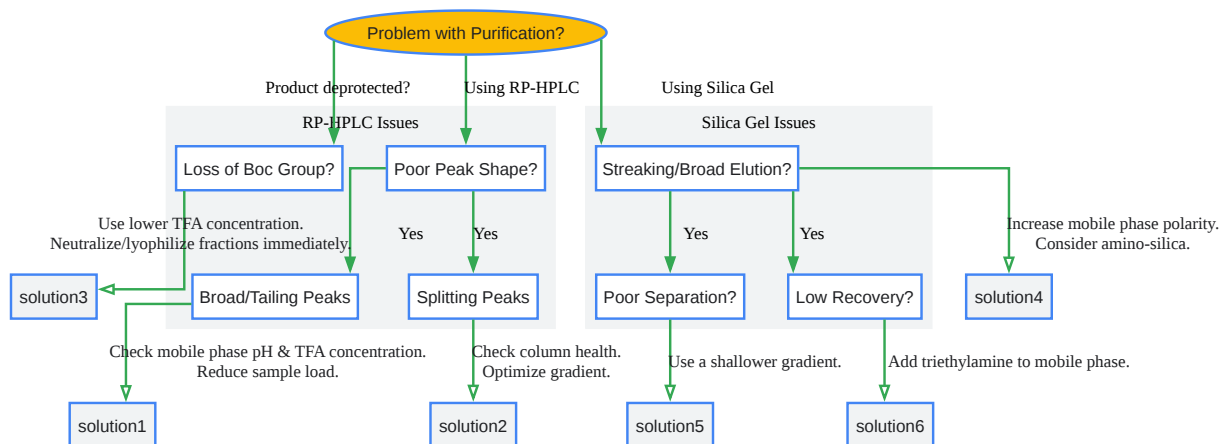 Problem with Purification?
Product deprotected?
Using RP-HPLC
Using Silica Gel
RP-HPLC Issues
Silica Gel Issues
Loss of Boc Group?
Poor Peak Shape?
Streaking/Broad Elution?
Use lower TFA concentration.
Neutralize/lyophilize fractions immediately.
Yes
Yes
Yes
Yes
Increase mobile phase polarity.
Consider amino-silica.
solution3
Broad/Tailing Peaks
Splitting Peaks
Poor Separation?
Low Recovery?
solution4
Check mobile phase pH & TFA concentration.
Reduce sample load.
Check column health.
Optimize gradient.
Use a shallower gradient.
Add triethylamine to mobile phase.
solution1
solution2
solution5
solution6